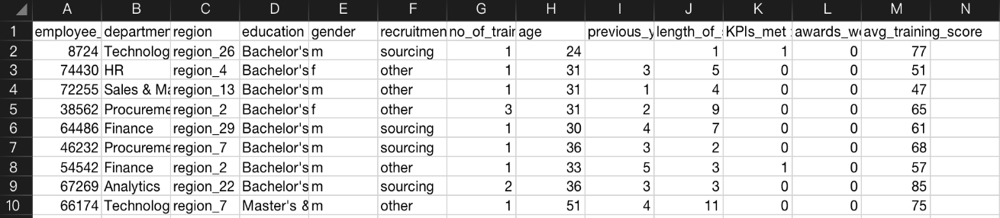 A B C D E F G H I J K L M N
1 employee_ departmen region education gender recruitmen no_of_train age previous_y length_of_s KPIs_met awards_wo avg_training_score
2 8724 Technolog region_26 Bachelor's m sourcing 1 24 1 1 0 77
3 74430 HR region_4 Bachelor's f other 1 31 3 5 0 0 51
4 72255 Sales & Ma region_13 Bachelor's m other 1 31 1 4 0 0 47
5 38562 Procureme region_2 Bachelor's f other 3 31 2 9 0 0 65
6 64486 Finance region_29 Bachelor's m sourcing 1 30 4 7 0 0 61
7 46232 Procureme region_7 Bachelor's m sourcing 1 36 3 2 0 0 68
8 54542 Finance region_2 Bachelor's m other 1 33 5 3 1 0 57
9 67269 Analytics region_22 Bachelor's m sourcing 2 36 3 3 0 0 85
10 66174 Technolog region_7 Master's & m other 1 51 4 11 0 0 75